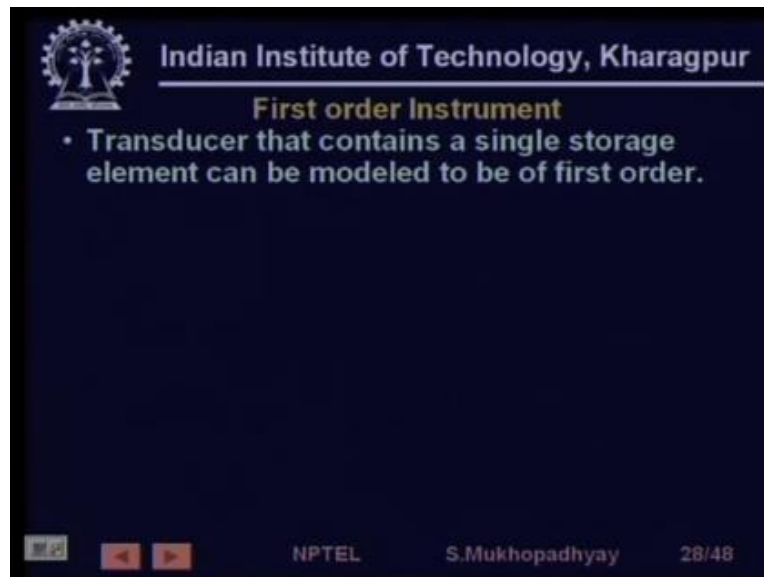 Indian Institute of Technology, Kharagpur
First order Instrument
• Transducer that contains a single storage
element can be modeled to be of first order.
NPTEL S.Mukhopadhyay 28/48